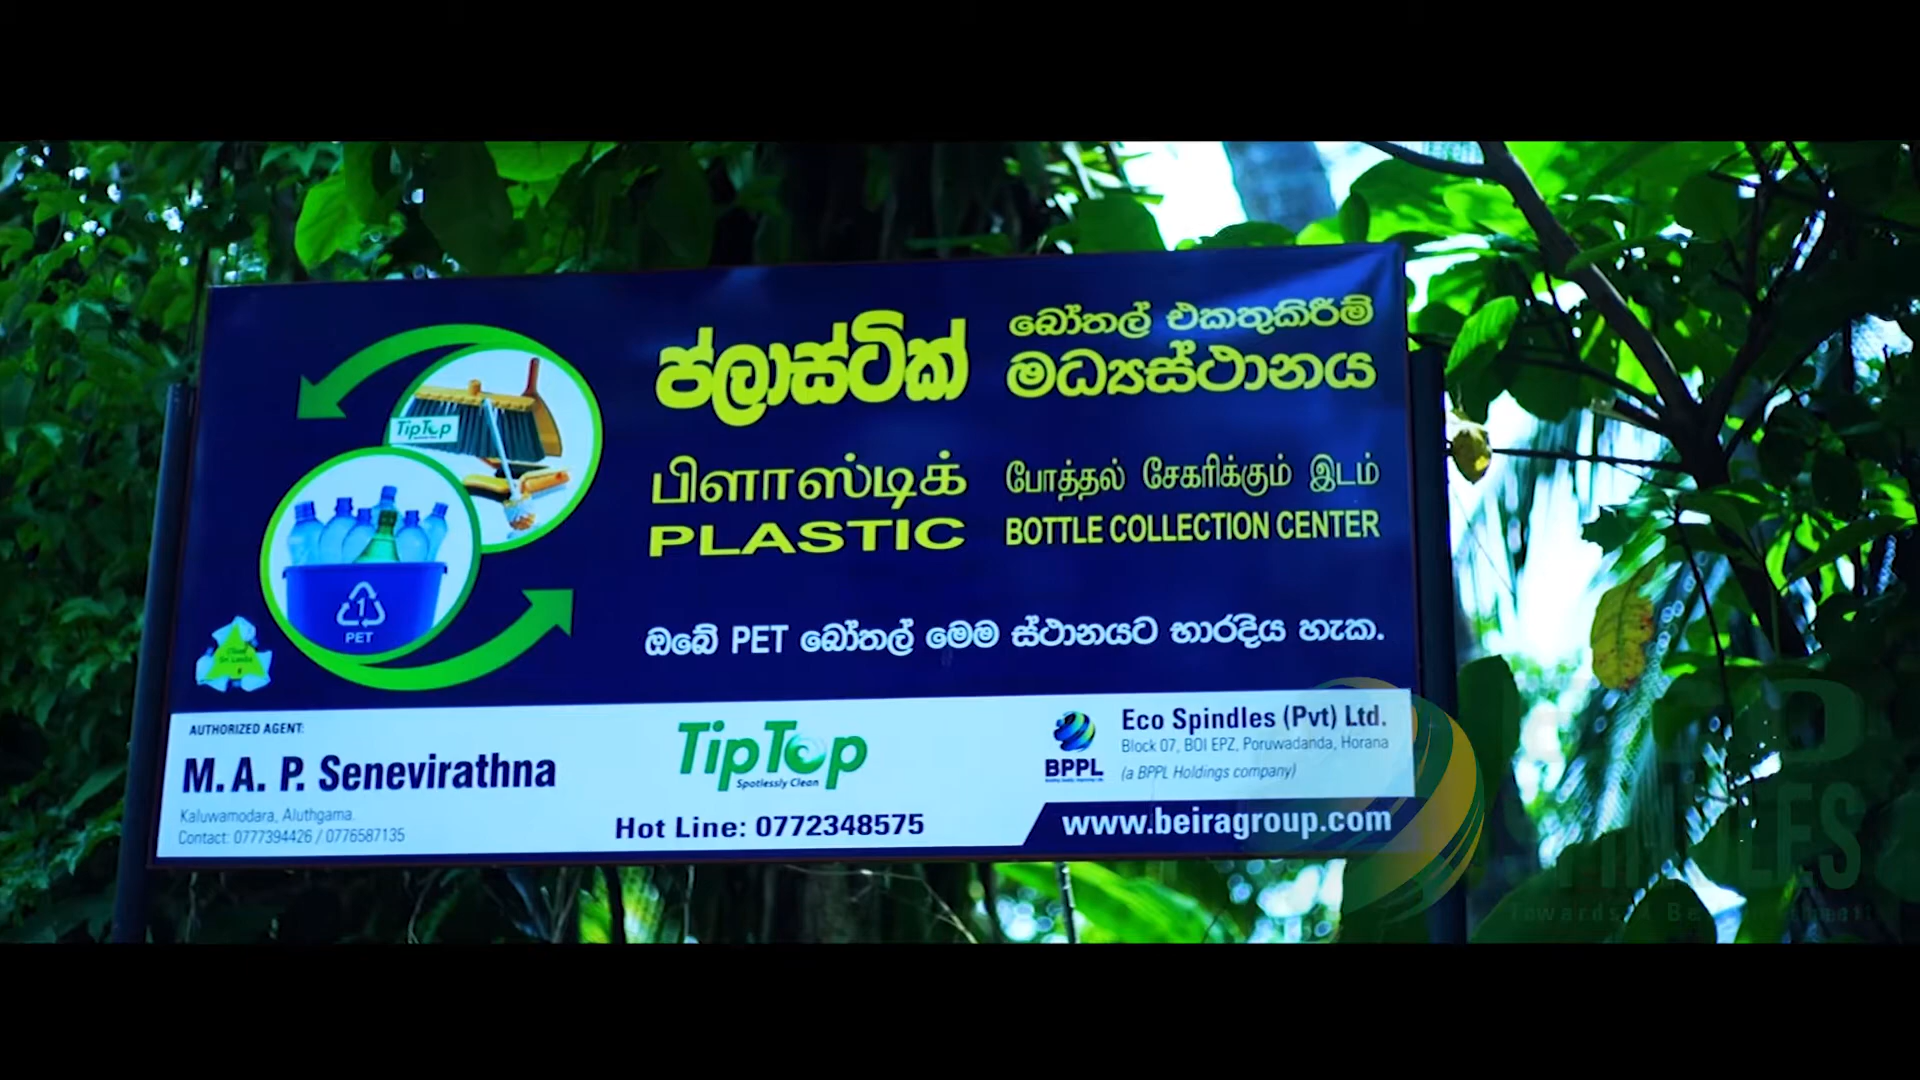 ප්ලාස්ටික් බෝතල් එකතුකිරීම් මධ්‍යස්ථානය
பிளாஸ்டிக் போத்தல் சேகரிக்கும் இடம்
PLASTIC BOTTLE COLLECTION CENTER
TipTop
1
PET
ඔබේ PET බෝතල් මෙම ස්ථානයට භාරදිය හැක.
AUTHORIZED AGENT:
M. A. P. Senevirathna
Kaluwamodara, Aluthgama.
Contact: 0777394426 / 0776587135
TipTop
Spotlessly Clean
Hot Line: 0772348575
BPPL
Eco Spindles (Pvt) Ltd.
Block 07, BOI EPZ, Poruwadanda, Horana
(a BPPL Holdings company)
www.beiragroup.com
SPINDLES